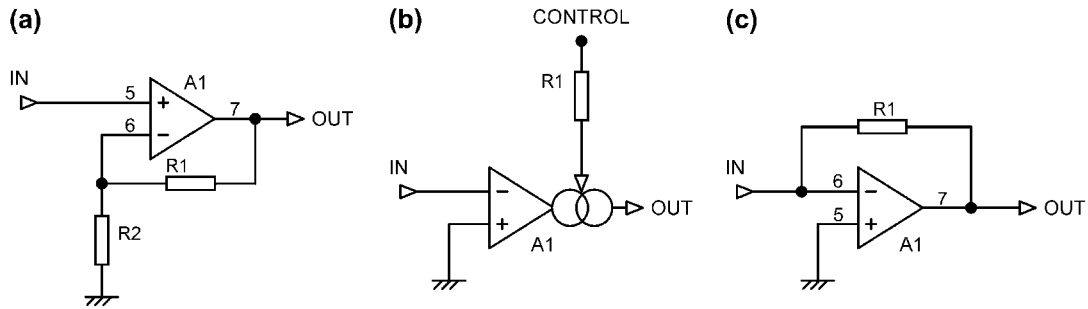 (a)
IN
A1
5
+
7
OUT
6
−
R1
R2
(b)
CONTROL
R1
IN
−
OUT
+
A1
(c)
R1
IN
6
−
7
OUT
5
+
A1